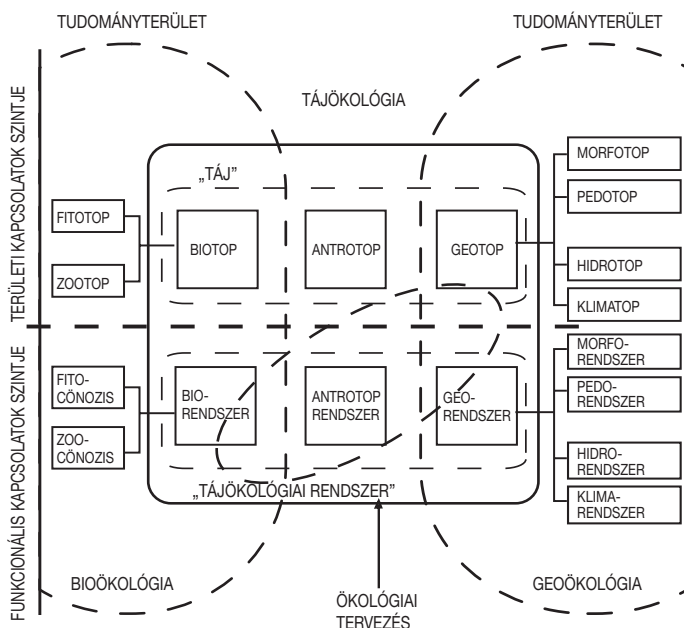 TUDOMÁNYTERÜLET
TUDOMÁNYTERÜLET
TÁJÖKOLÓGIA
TERÜLETI KAPCSOLATOK SZINTJE
„TÁJ”
FITOTOP
ZOOTOP
BIOTOP
ANTROTOP
GEOTOP
MORFOTOP
PEDOTOP
HIDROTOP
KLIMATOP
FUNKCIONÁLIS KAPCSOLATOK SZINTJE
FITO-
CÖNOZIS
ZOO-
CÖNOZIS
BIO-
RENDSZER
ANTROTOP
RENDSZER
GEO-
RENDSZER
MORFO-
RENDSZER
PEDO-
RENDSZER
HIDRO-
RENDSZER
KLIMA-
RENDSZER
„TÁJÖKOLÓGIAI RENDSZER”
BIOÖKOLÓGIA
GEOÖKOLÓGIA
ÖKOLÓGIAI
TERVEZÉS